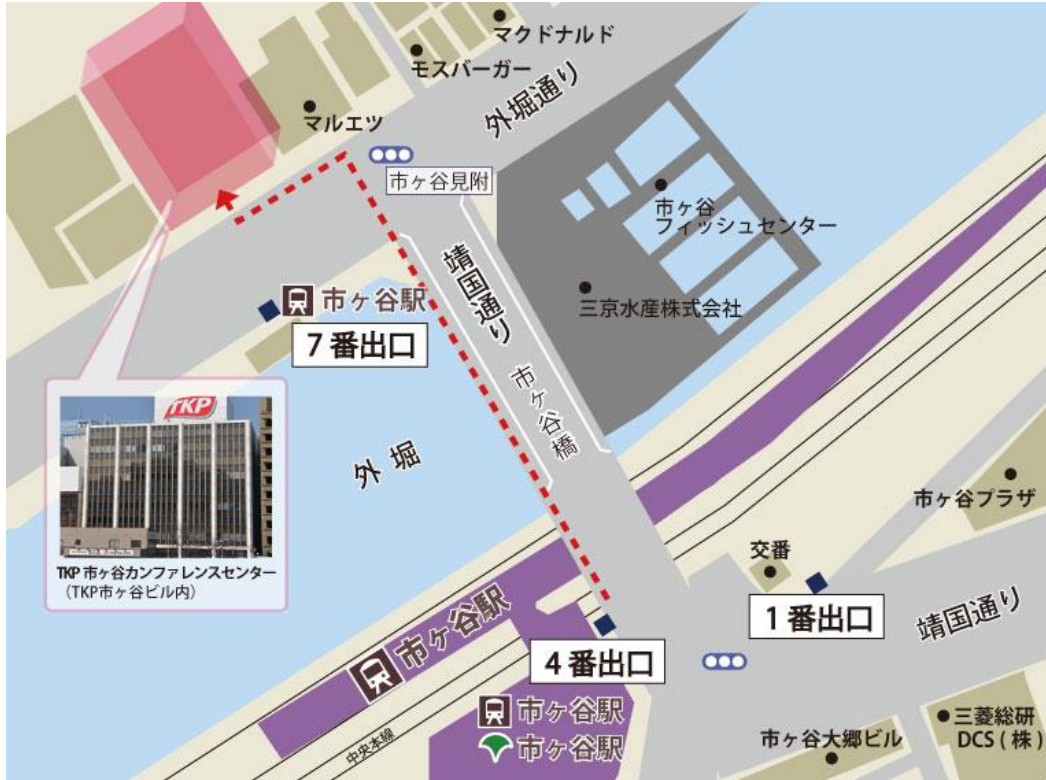 マクドナルド
モスバーガー
外堀通り
マルエツ
市ヶ谷見附
市ヶ谷
フィッシュセンター
靖国通り
三京水産株式会社
市ヶ谷駅
7番出口
市ヶ谷橋
外堀
TKP
TKP市ヶ谷カンファレンスセンター
（TKP市ヶ谷ビル内）
市ヶ谷プラザ
交番
1番出口
靖国通り
市ヶ谷駅
4番出口
市ヶ谷駅
市ヶ谷駅
中央本線
市ヶ谷大郷ビル
三菱総研
DCS(株)